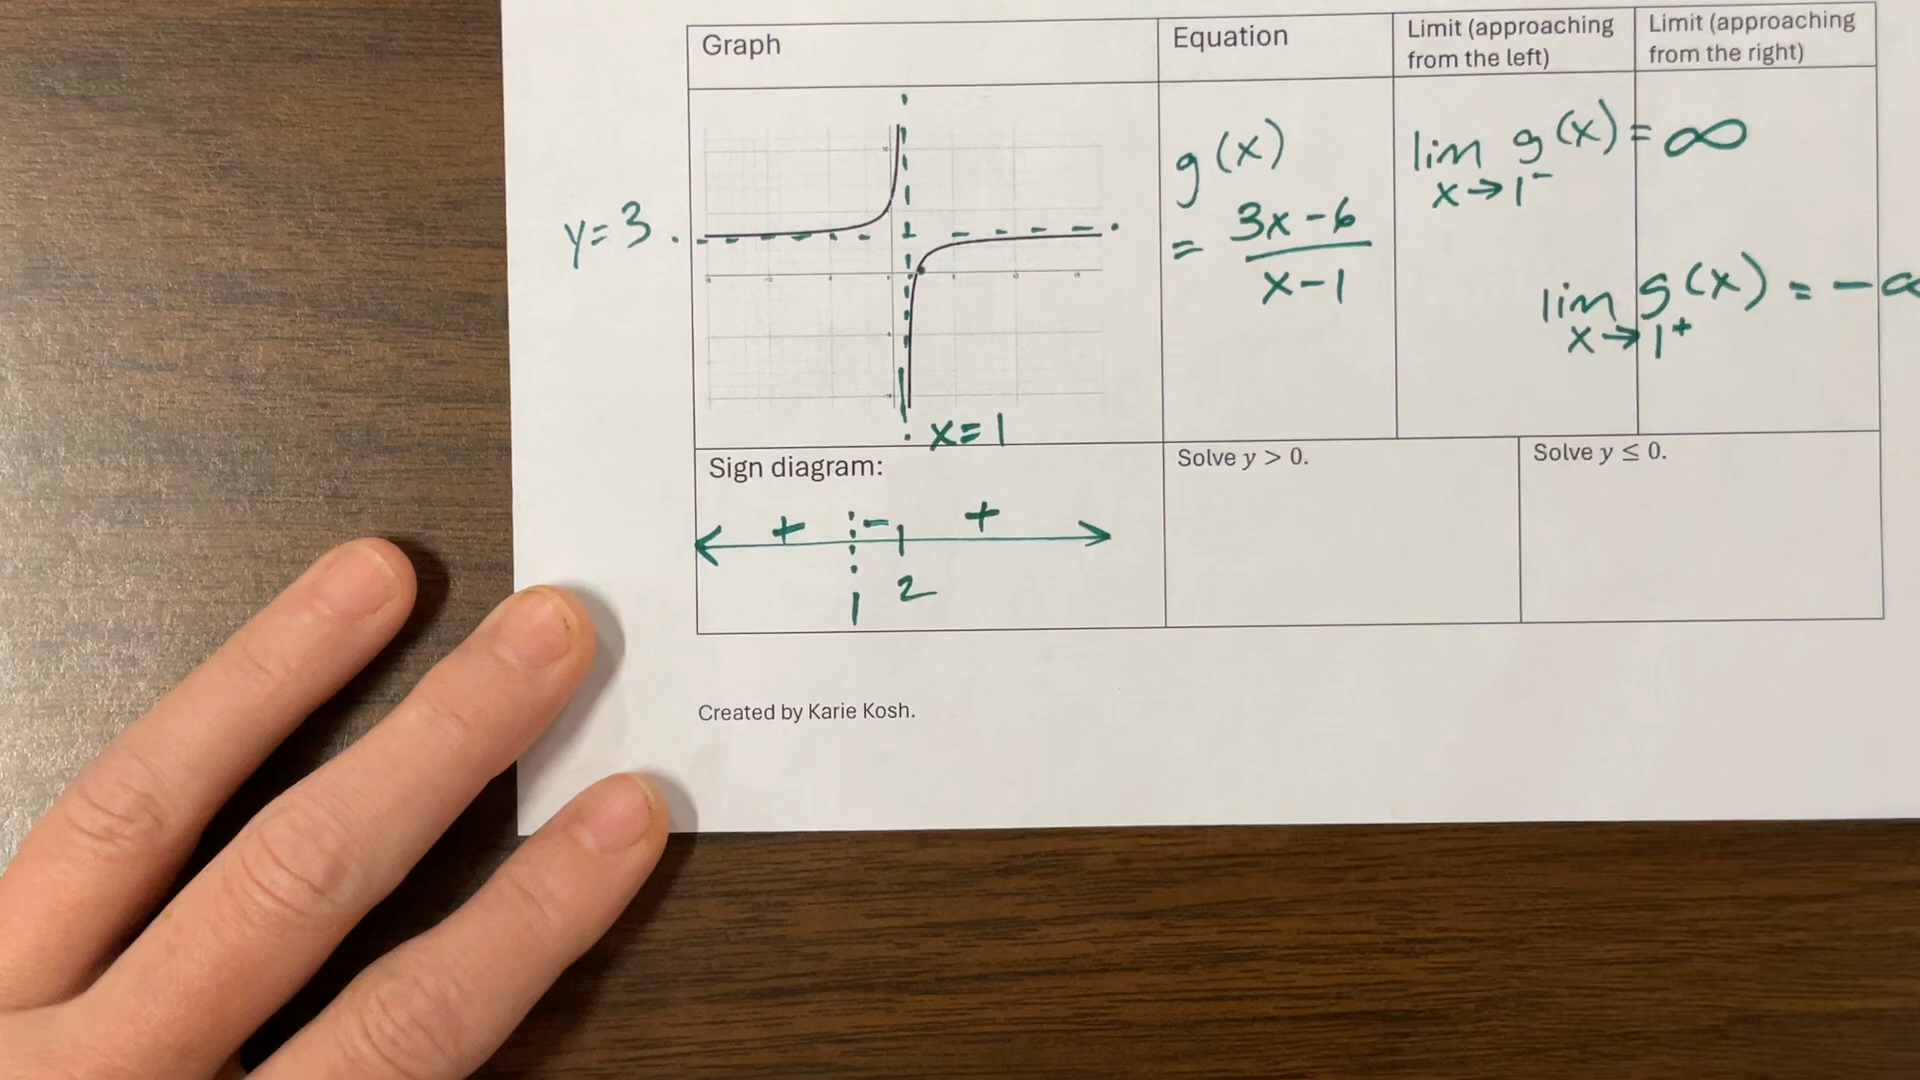 Graph
Equation
Limit (approaching
from the left)
Limit (approaching
from the right)
y=3
x=1
g(x)
= 3x-6
x-1
lim g(x) = ∞
x→1⁻
lim g(x) = -∞
x→1⁺
Sign diagram:
+ - +
1 2
Solve y > 0.
Solve y ≤ 0.
Created by Karie Kosh.